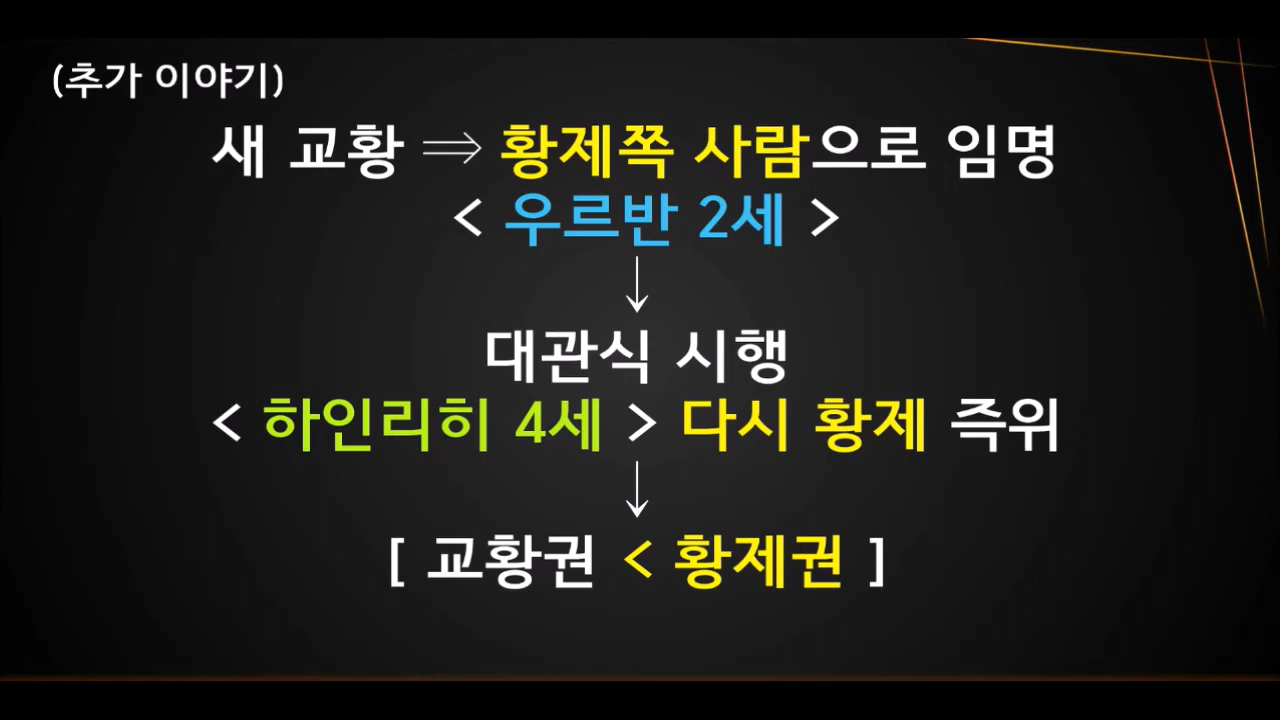 (추가 이야기)
새 교황 ⇒ 황제쪽 사람으로 임명
< 우르반 2세 >
↓
대관식 시행
< 하인리히 4세 > 다시 황제 즉위
↓
[ 교황권 < 황제권 ]